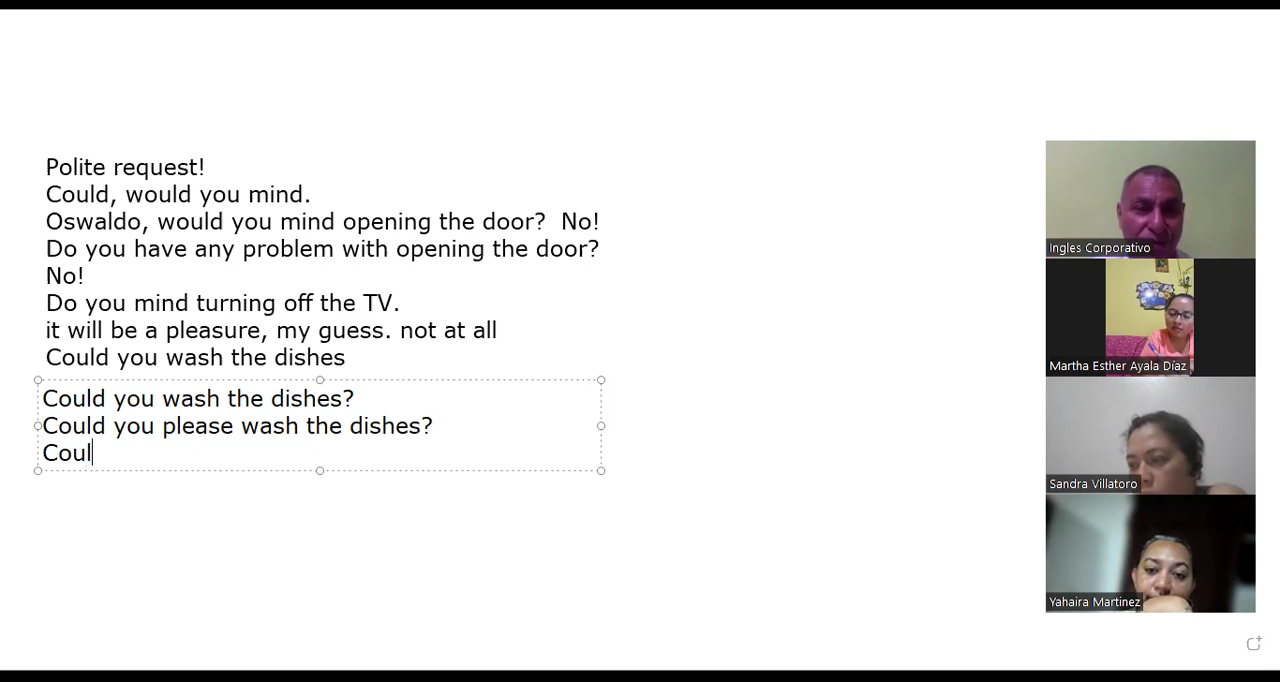 Polite request!
Could, would you mind.
Oswaldo, would you mind opening the door?  No!
Do you have any problem with opening the door?
No!
Do you mind turning off the TV.
it will be a pleasure, my guess. not at all
Could you wash the dishes
Could you wash the dishes?
Could you please wash the dishes?
Coul
Ingles Corporativo
Martha Esther Ayala Díaz
Sandra Villatoro
Yahaira Martinez